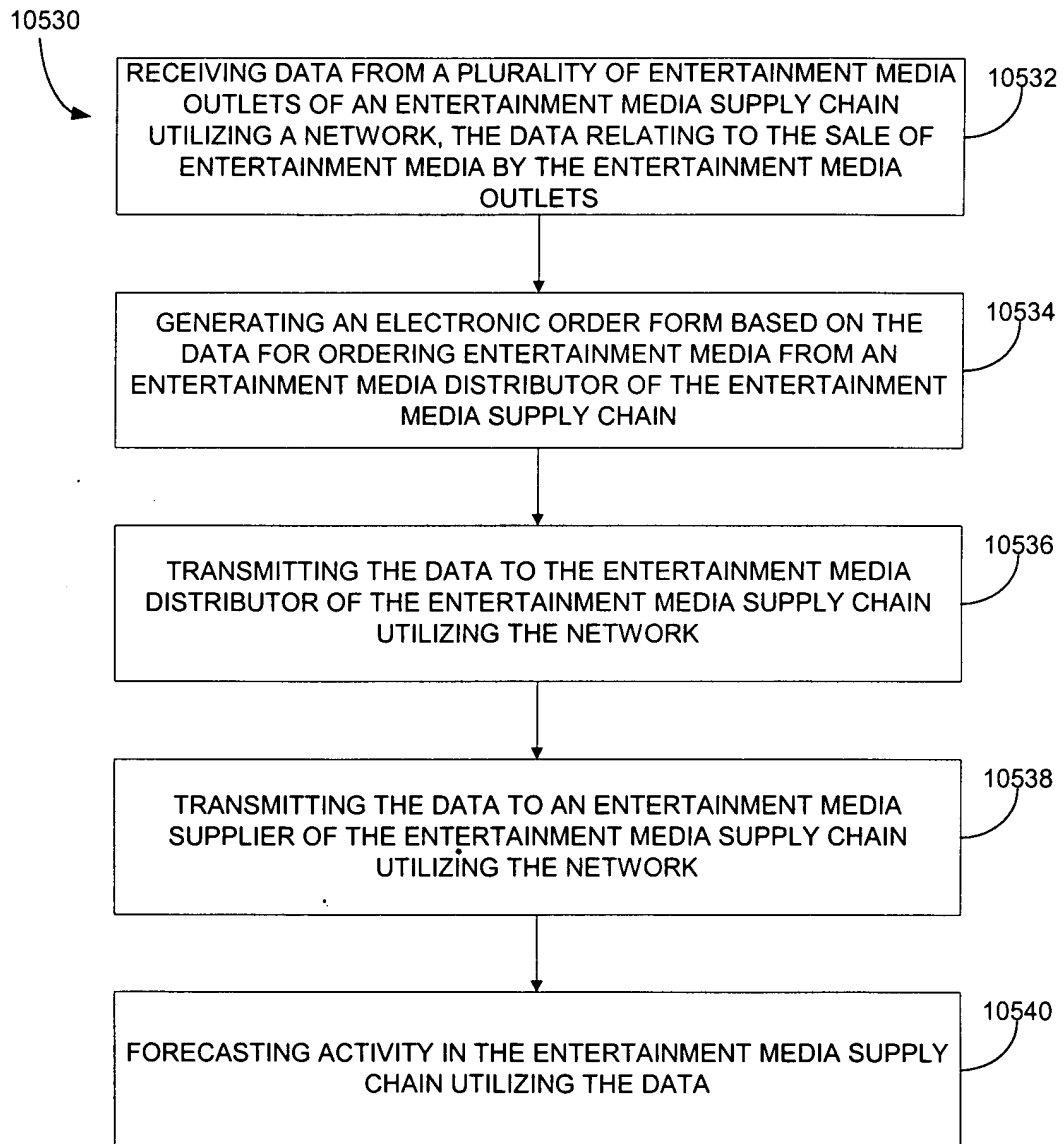 10530
RECEIVING DATA FROM A PLURALITY OF ENTERTAINMENT MEDIA
OUTLETS OF AN ENTERTAINMENT MEDIA SUPPLY CHAIN
UTILIZING A NETWORK, THE DATA RELATING TO THE SALE OF
ENTERTAINMENT MEDIA BY THE ENTERTAINMENT MEDIA
OUTLETS
10532
GENERATING AN ELECTRONIC ORDER FORM BASED ON THE
DATA FOR ORDERING ENTERTAINMENT MEDIA FROM AN
ENTERTAINMENT MEDIA DISTRIBUTOR OF THE ENTERTAINMENT
MEDIA SUPPLY CHAIN
10534
TRANSMITTING THE DATA TO THE ENTERTAINMENT MEDIA
DISTRIBUTOR OF THE ENTERTAINMENT MEDIA SUPPLY CHAIN
UTILIZING THE NETWORK
10536
TRANSMITTING THE DATA TO AN ENTERTAINMENT MEDIA
SUPPLIER OF THE ENTERTAINMENT MEDIA SUPPLY CHAIN
UTILIZING THE NETWORK
10538
FORECASTING ACTIVITY IN THE ENTERTAINMENT MEDIA SUPPLY
CHAIN UTILIZING THE DATA
10540